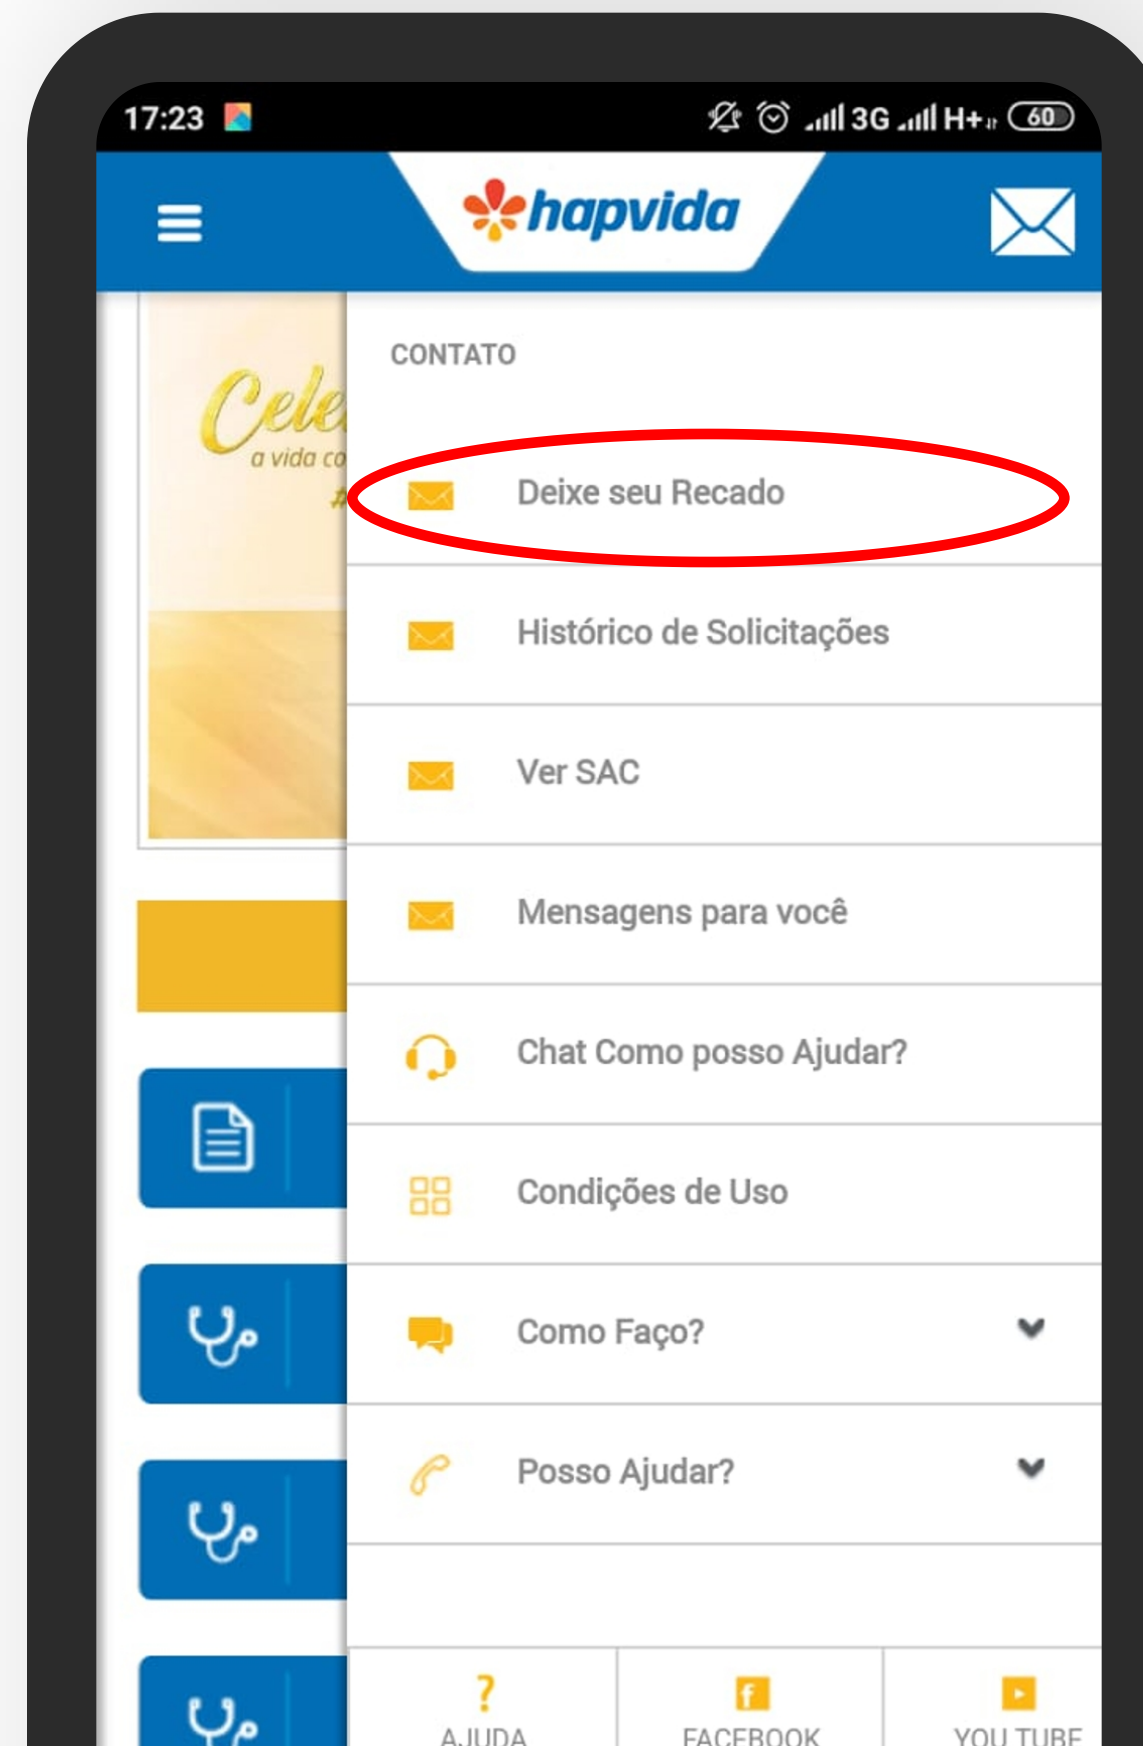 17:23
3G H+ 60
hapvida
Cele
a vida co
#
CONTATO
Deixe seu Recado
Histórico de Solicitações
Ver SAC
Mensagens para você
Chat Como posso Ajudar?
Condições de Uso
Como Faço?
Posso Ajudar?
?
AJUDA
FACEBOOK
YOU TUBE